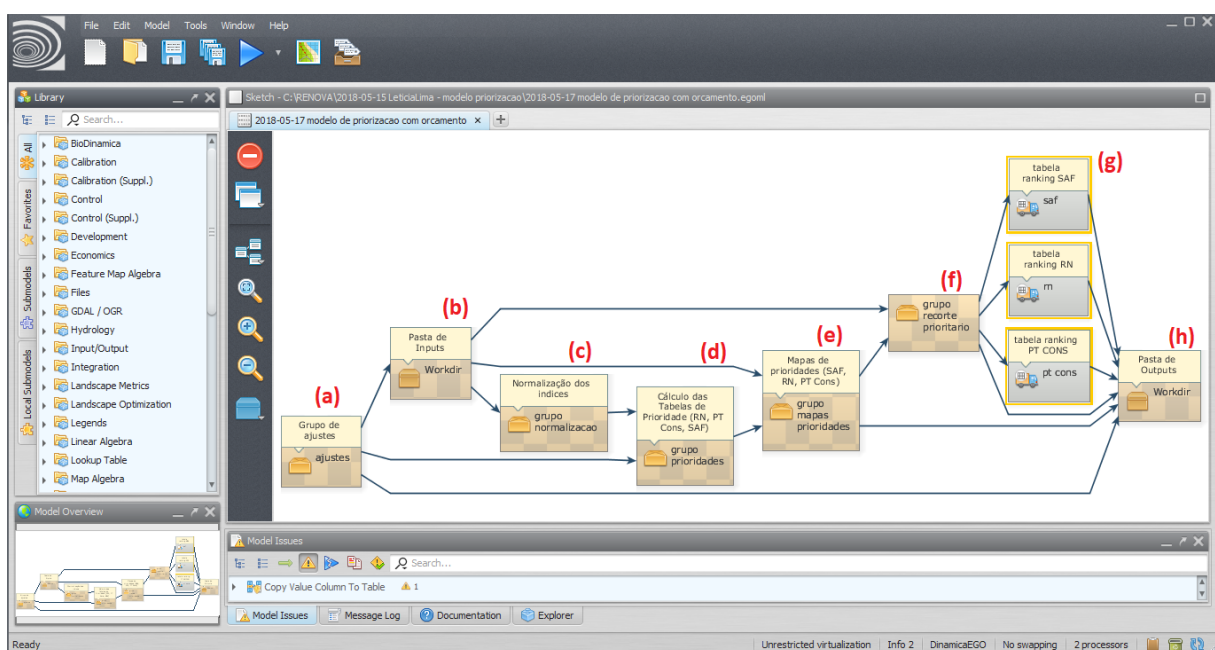 File Edit Model Tools Window Help
Library
Search...
All
Favorites
Submodels
Local Submodels
BioDinamica
Calibration
Calibration (Suppl.)
Control
Control (Suppl.)
Development
Economics
Feature Map Algebra
Files
GDAL / OGR
Hydrology
Input/Output
Integration
Landscape Metrics
Landscape Optimization
Legends
Linear Algebra
Lookup Table
Map Algebra
Model Overview
Sketch - C:\RENOVA\2018-05-15 LeticiaLima - modelo priorizacao\2018-05-17 modelo de priorizacao com orcamento.egoml
2018-05-17 modelo de priorizacao com orcamento
(a)
Grupo de
ajustes
ajustes
(b)
Pasta de
Inputs
Workdir
(c)
Normalização dos
indices
grupo
normalizacao
(d)
Cálculo das
Tabelas de
Prioridade (RN, PT
Cons, SAF)
grupo
prioridades
(e)
Mapas de
prioridades (SAF,
RN, PT Cons)
grupo
mapas
prioridades
(f)
grupo
recorte
prioritario
(g)
tabela
ranking SAF
saf
tabela
ranking RN
rn
tabela ranking
PT CONS
pt cons
(h)
Pasta de
Outputs
Workdir
Model Issues
Search...
Copy Value Column To Table 1
Model Issues Message Log Documentation Explorer
Ready
Unrestricted virtualization Info 2 DinamicaEGO No swapping 2 processors